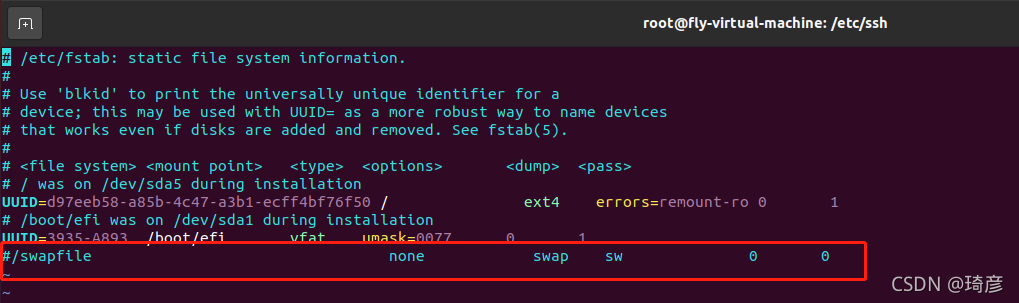 root@fly-virtual-machine: /etc/ssh
# /etc/fstab: static file system information.
#
# Use 'blkid' to print the universally unique identifier for a
# device; this may be used with UUID= as a more robust way to name devices
# that works even if disks are added and removed. See fstab(5).
#
# <file system> <mount point>   <type>  <options>       <dump>  <pass>
# / was on /dev/sda5 during installation
UUID=d97eeb58-a85b-4c47-a3b1-ecff4bf76f50 /               ext4    errors=remount-ro 0       1
# /boot/efi was on /dev/sda1 during installation
UUID=3935-A893  /boot/efi       vfat    umask=0077      0       1
#/swapfile                                 none            swap    sw              0       0
~
~
CSDN @琦彦